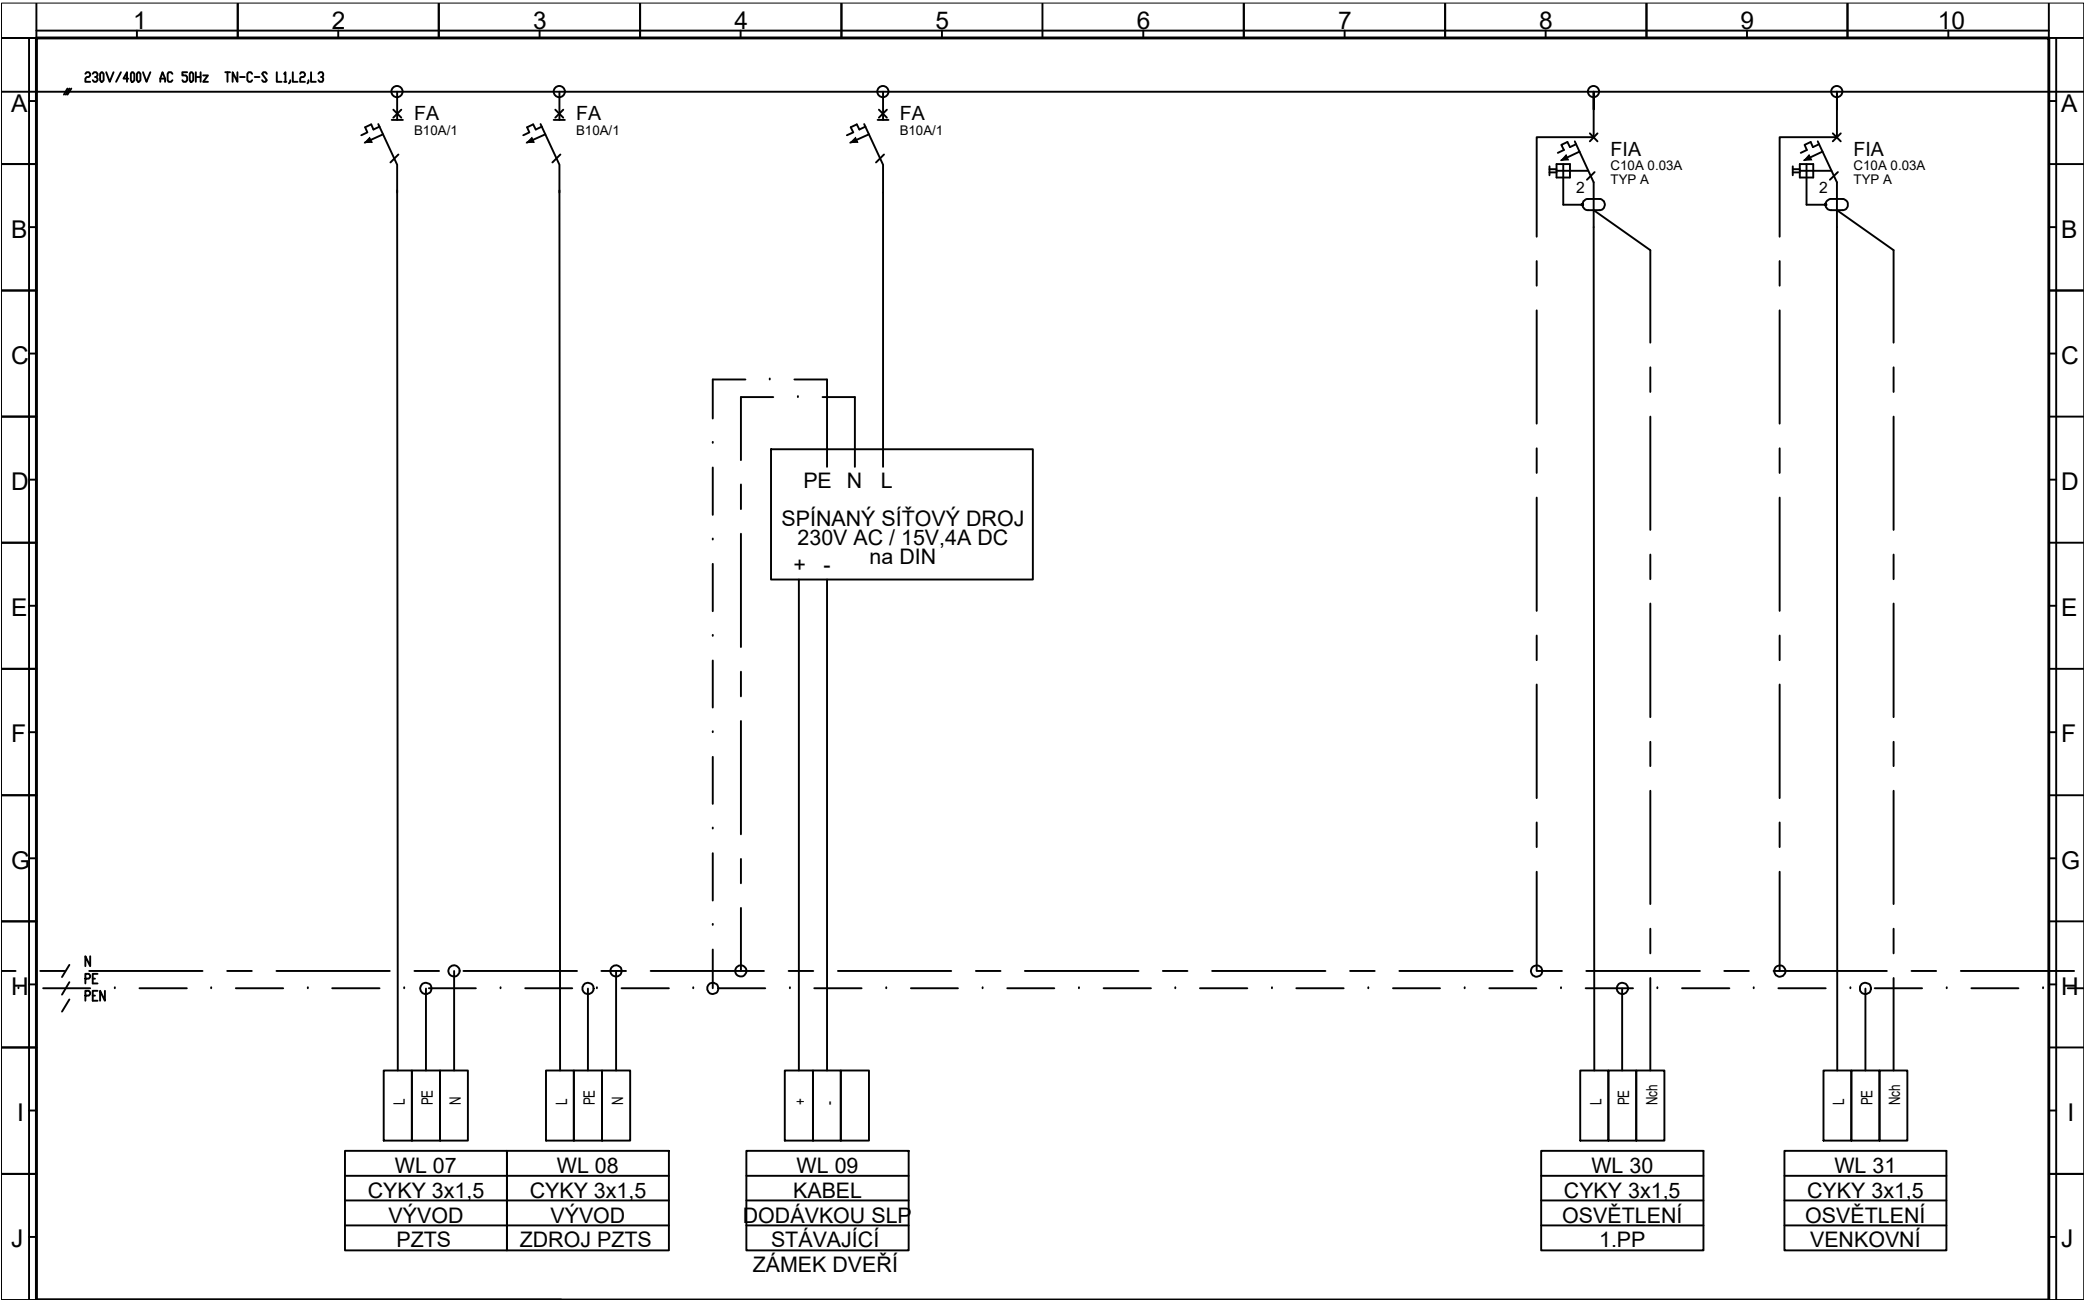 1 2 3 4 5 6 7 8 9 10
230V/400V AC 50Hz TN-C-S L1,L2,L3
A A
FA
B10A/1
FA
B10A/1
FA
B10A/1
FIA
C10A 0.03A
TYP A
2
FIA
C10A 0.03A
TYP A
2
B B
C C
D D
PE N L
SPÍNANÝ SÍŤOVÝ DROJ
230V AC / 15V,4A DC
na DIN
+ -
E E
F F
G G
N
PE
PEN
H H
I I
L PE N
L PE N
+ -
L PE Nch
L PE Nch
J J
WL 07
CYKY 3x1,5
VÝVOD
PZTS
WL 08
CYKY 3x1,5
VÝVOD
ZDROJ PZTS
WL 09
KABEL
DODÁVKOU SLP
STÁVAJÍCÍ
ZÁMEK DVEŘÍ
WL 30
CYKY 3x1,5
OSVĚTLENÍ
1.PP
WL 31
CYKY 3x1,5
OSVĚTLENÍ
VENKOVNÍ